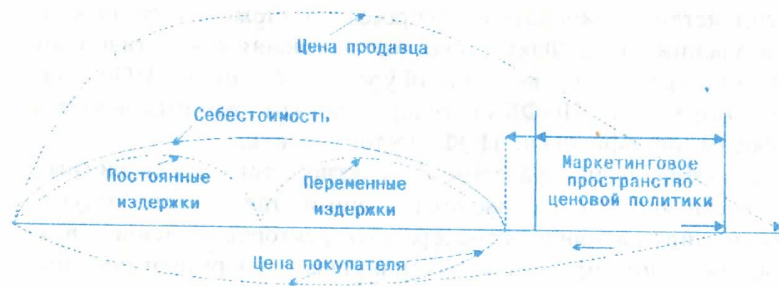 Цена продавца
Себестоимость
Постоянные
издержки
Переменные
издержки
Маркетинговое
пространство
ценовой политики
Цена покупателя